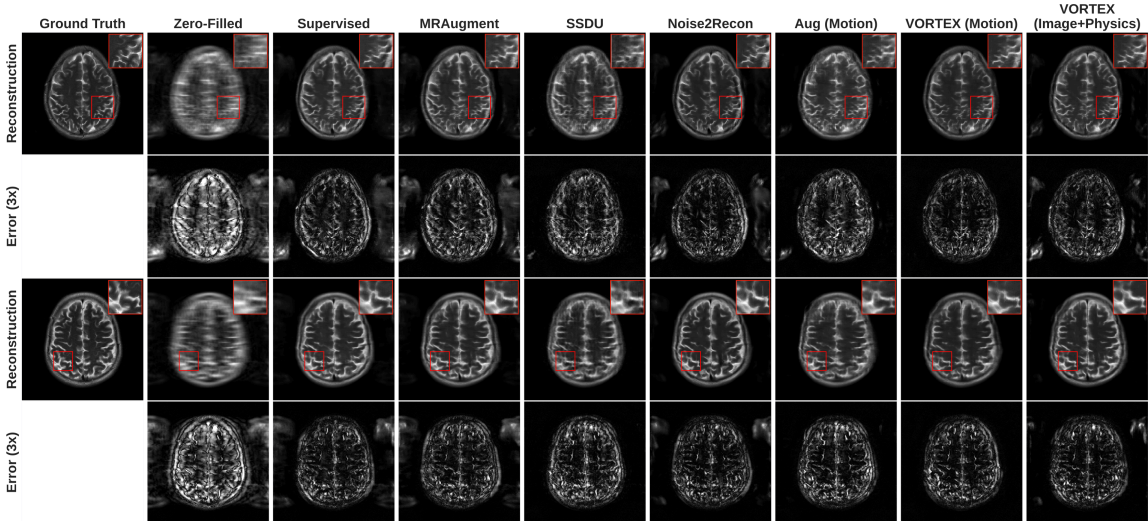 Ground Truth
Zero-Filled
Supervised
MRAugment
SSDU
Noise2Recon
Aug (Motion)
VORTEX (Motion)
VORTEX
(Image+Physics)
Reconstruction
Error (3x)
Reconstruction
Error (3x)